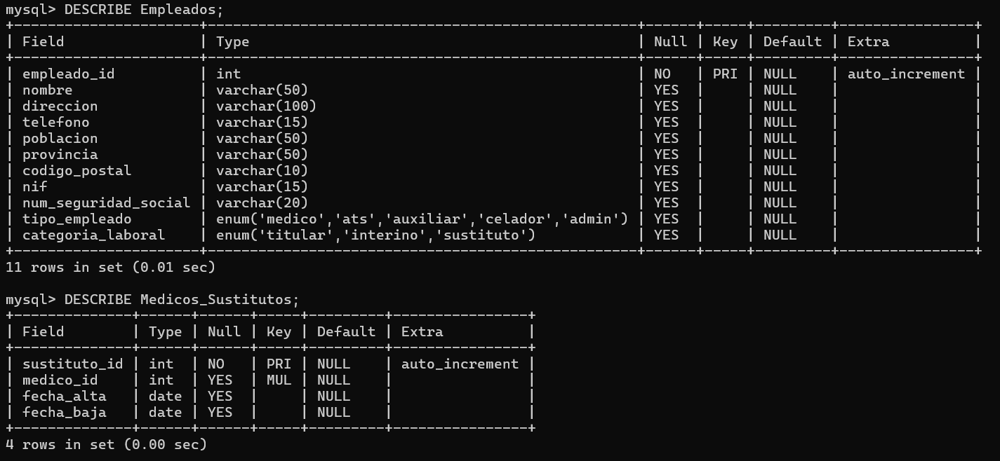 mysql> DESCRIBE Empleados;
+----------------------+----------------------------------------------------+------+-----+---------+----------------+
| Field                | Type                                               | Null | Key | Default | Extra          |
+----------------------+----------------------------------------------------+------+-----+---------+----------------+
| empleado_id          | int                                                | NO   | PRI | NULL    | auto_increment |
| nombre               | varchar(50)                                        | YES  |     | NULL    |                |
| direccion            | varchar(100)                                       | YES  |     | NULL    |                |
| telefono             | varchar(15)                                        | YES  |     | NULL    |                |
| poblacion            | varchar(50)                                        | YES  |     | NULL    |                |
| provincia            | varchar(50)                                        | YES  |     | NULL    |                |
| codigo_postal        | varchar(10)                                        | YES  |     | NULL    |                |
| nif                  | varchar(15)                                        | YES  |     | NULL    |                |
| num_seguridad_social | varchar(20)                                        | YES  |     | NULL    |                |
| tipo_empleado        | enum('medico','ats','auxiliar','celador','admin')  | YES  |     | NULL    |                |
| categoria_laboral    | enum('titular','interino','sustituto')             | YES  |     | NULL    |                |
+----------------------+----------------------------------------------------+------+-----+---------+----------------+
11 rows in set (0.01 sec)

mysql> DESCRIBE Medicos_Sustitutos;
+--------------+------+------+-----+---------+----------------+
| Field        | Type | Null | Key | Default | Extra          |
+--------------+------+------+-----+---------+----------------+
| sustituto_id | int  | NO   | PRI | NULL    | auto_increment |
| medico_id    | int  | YES  | MUL | NULL    |                |
| fecha_alta   | date | YES  |     | NULL    |                |
| fecha_baja   | date | YES  |     | NULL    |                |
+--------------+------+------+-----+---------+----------------+
4 rows in set (0.00 sec)